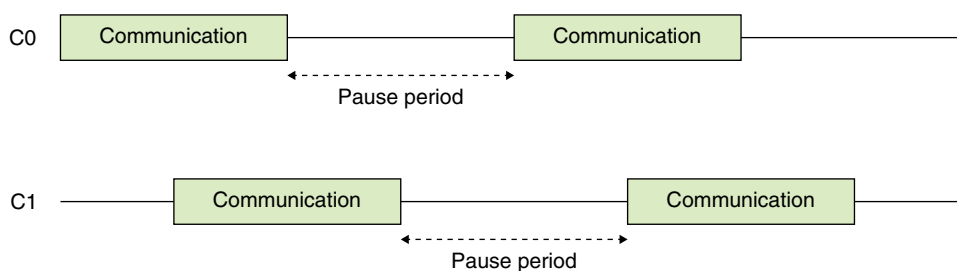 C0
Communication
Communication
Pause period
C1
Communication
Communication
Pause period